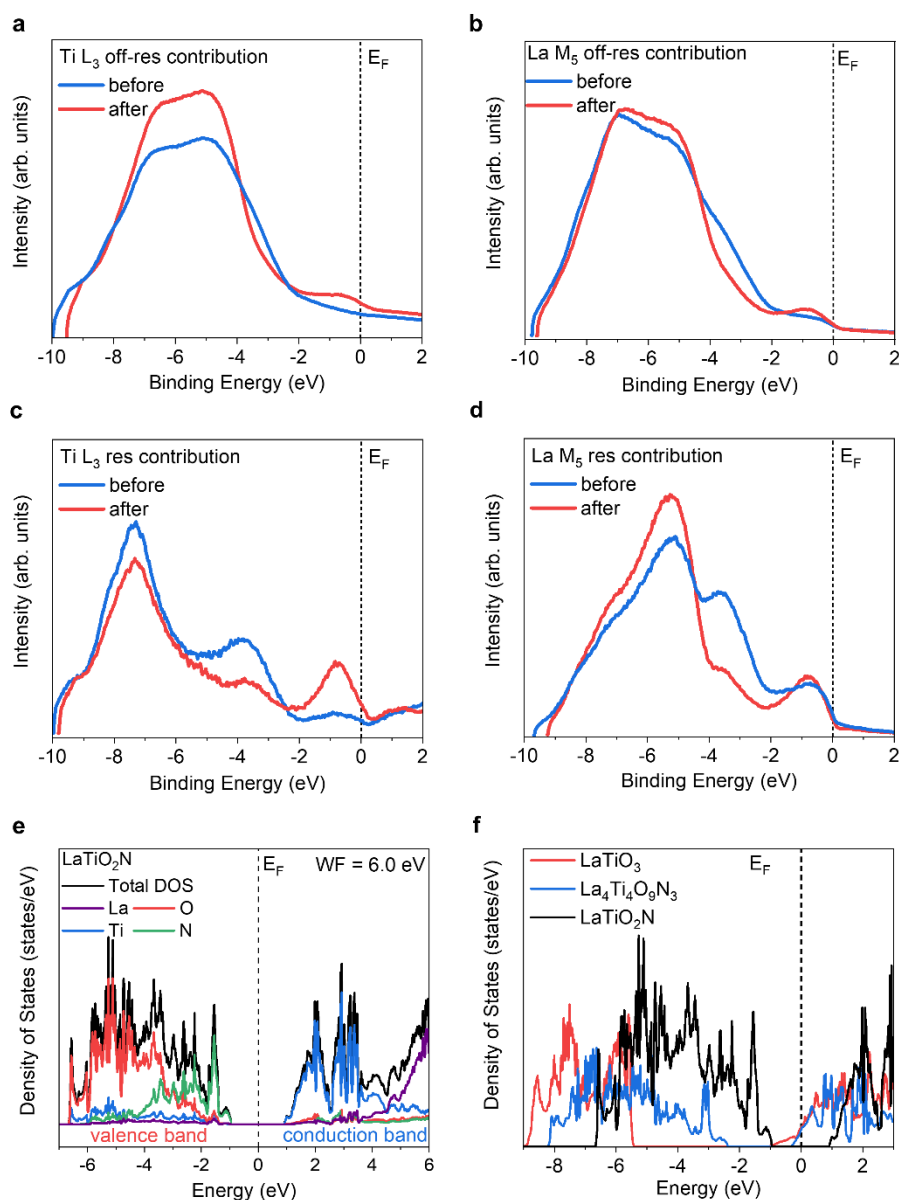 a
Ti L₃ off-res contribution
before
after
E_F
Intensity (arb. units)
-10 -8 -6 -4 -2 0 2
Binding Energy (eV)
b
La M₅ off-res contribution
before
after
E_F
Intensity (arb. units)
-10 -8 -6 -4 -2 0 2
Binding Energy (eV)
c
Ti L₃ res contribution
before
after
E_F
Intensity (arb. units)
-10 -8 -6 -4 -2 0 2
Binding Energy (eV)
d
La M₅ res contribution
before
after
E_F
Intensity (arb. units)
-10 -8 -6 -4 -2 0 2
Binding Energy (eV)
e
LaTiO₂N
E_F
WF = 6.0 eV
Total DOS
La O
Ti N
Density of States (states/eV)
valence band
conduction band
-6 -4 -2 0 2 4 6
Energy (eV)
f
LaTiO₃
La₄Ti₄O₉N₃
LaTiO₂N
E_F
Density of States (states/eV)
-8 -6 -4 -2 0 2
Energy (eV)